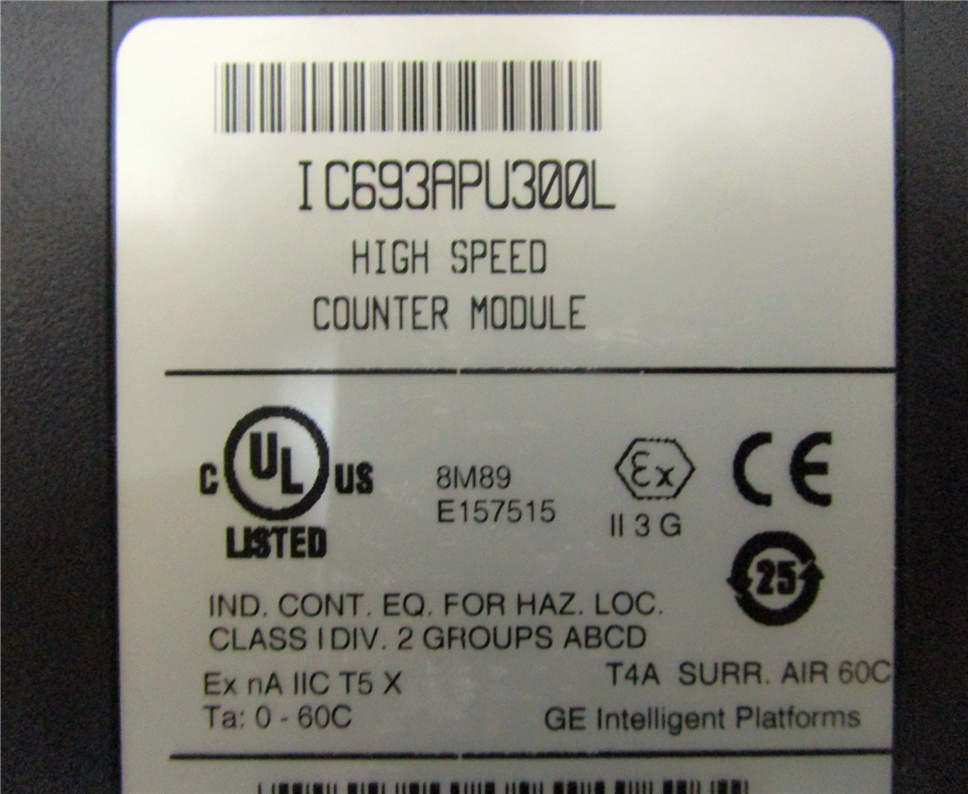 IC693APU300L
HIGH SPEED
COUNTER MODULE
C UL US
LISTED
8M89
E157515
Ex
II 3 G
CE
25
IND. CONT. EQ. FOR HAZ. LOC.
CLASS I DIV. 2 GROUPS ABCD
Ex nA IIC T5 X
T4A SURR. AIR 60C
Ta: 0 - 60C
GE Intelligent Platforms